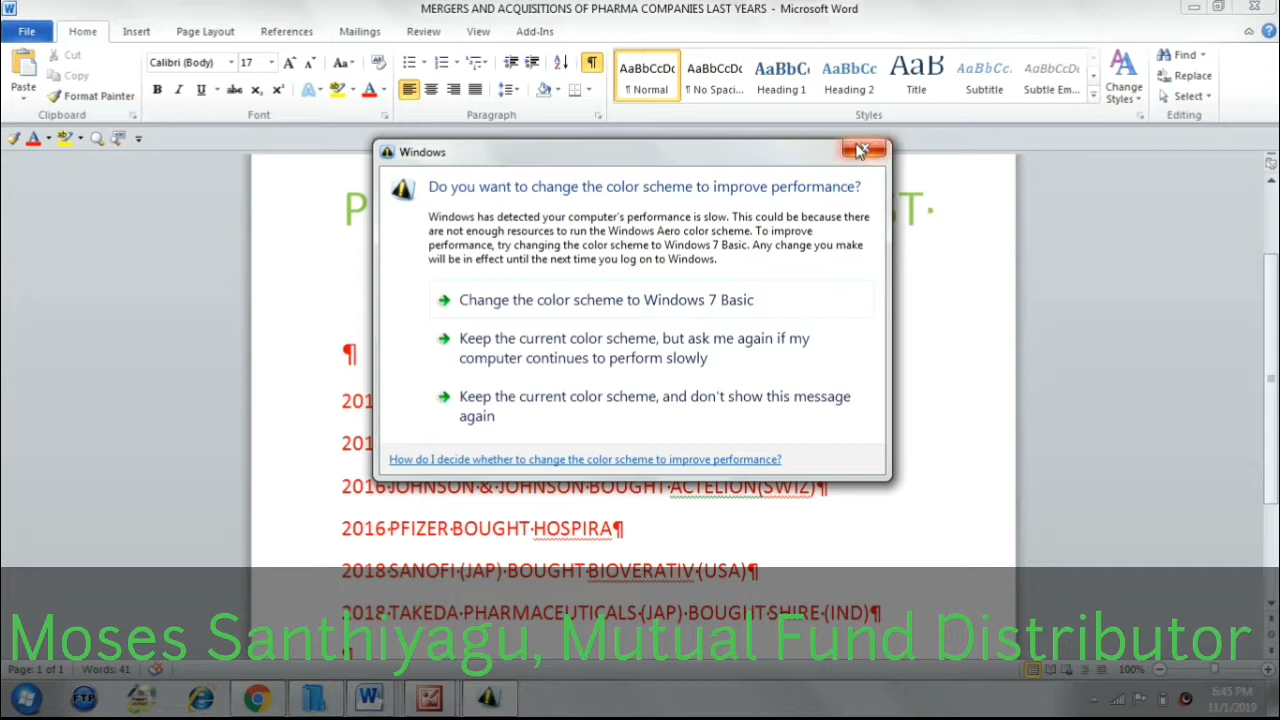 MERGERS AND ACQUISITIONS OF PHARMA COMPANIES LAST YEARS - Microsoft Word
File Home Insert Page Layout References Mailings Review View Add-Ins
Paste
Cut
Copy
Format Painter
Clipboard
Calibri (Body) 17
Font
Paragraph
AaBbCcDc AaBbCcDc AaBbC AaBbCc AaB AaBbCc. AaBbCcDc
¶ Normal ¶ No Spaci... Heading 1 Heading 2 Title Subtitle Subtle Em...
Change
Styles
Styles
Find
Replace
Select
Editing
Windows
Do you want to change the color scheme to improve performance?
Windows has detected your computer's performance is slow. This could be because there
are not enough resources to run the Windows Aero color scheme. To improve
performance, try changing the color scheme to Windows 7 Basic. Any change you make
will be in effect until the next time you log on to Windows.
Change the color scheme to Windows 7 Basic
Keep the current color scheme, but ask me again if my
computer continues to perform slowly
Keep the current color scheme, and don't show this message
again
How do I decide whether to change the color scheme to improve performance?
P T·
¶
201
201
2016·JOHNSON·&·JOHNSON·BOUGHT·ACTELION(SWIZ)¶
2016·PFIZER·BOUGHT·HOSPIRA¶
2018·SANOFI·(JAP)·BOUGHT·BIOVERATIV·(USA)¶
2018·TAKEDA·PHARMACEUTICALS·(JAP)·BOUGHT·SHIRE·(IND)¶
Moses Santhiyagu, Mutual Fund Distributor
Page: 1 of 1 Words: 41 100%
FTP
6:45 PM
11/1/2019